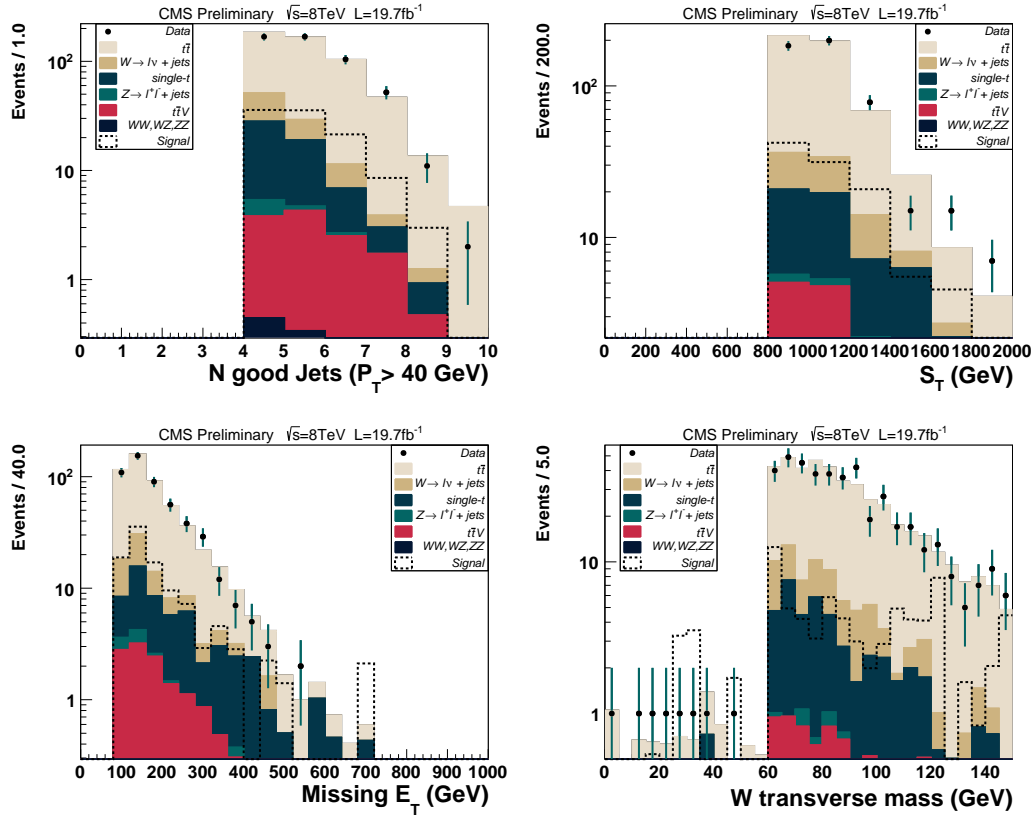 CMS Preliminary √s=8TeV L=19.7fb⁻¹
Events / 1.0
10²
10
1
Data
tt̄
W→ lν + jets
single-t
Z→ l⁺l⁻ + jets
tt̄V
WW,WZ,ZZ
Signal
0 1 2 3 4 5 6 7 8 9 10
N good Jets (P_T > 40 GeV)
CMS Preliminary √s=8TeV L=19.7fb⁻¹
Events / 200.0
10²
10
Data
tt̄
W→ lν + jets
single-t
Z→ l⁺l⁻ + jets
tt̄V
WW,WZ,ZZ
Signal
0 200 400 600 800 1000 1200 1400 1600 1800 2000
S_T (GeV)
CMS Preliminary √s=8TeV L=19.7fb⁻¹
Events / 40.0
10²
10
1
Data
tt̄
W→ lν + jets
single-t
Z→ l⁺l⁻ + jets
tt̄V
WW,WZ,ZZ
Signal
0 100 200 300 400 500 600 700 800 900 1000
Missing E_T (GeV)
CMS Preliminary √s=8TeV L=19.7fb⁻¹
Events / 5.0
10
1
Data
tt̄
W→ lν + jets
single-t
Z→ l⁺l⁻ + jets
tt̄V
WW,WZ,ZZ
Signal
0 20 40 60 80 100 120 140
W transverse mass (GeV)